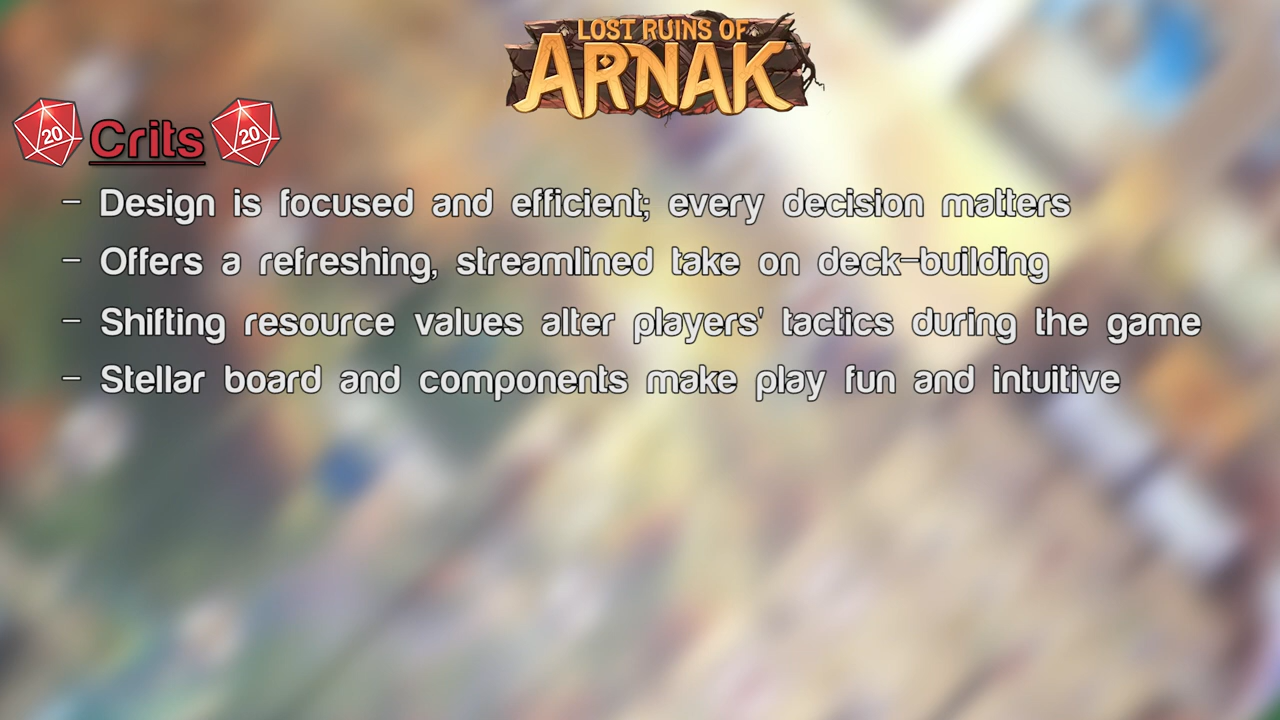 LOST RUINS OF
ARNAK
20 Crits 20
– Design is focused and efficient; every decision matters
– Offers a refreshing, streamlined take on deck-building
– Shifting resource values alter players' tactics during the game
– Stellar board and components make play fun and intuitive